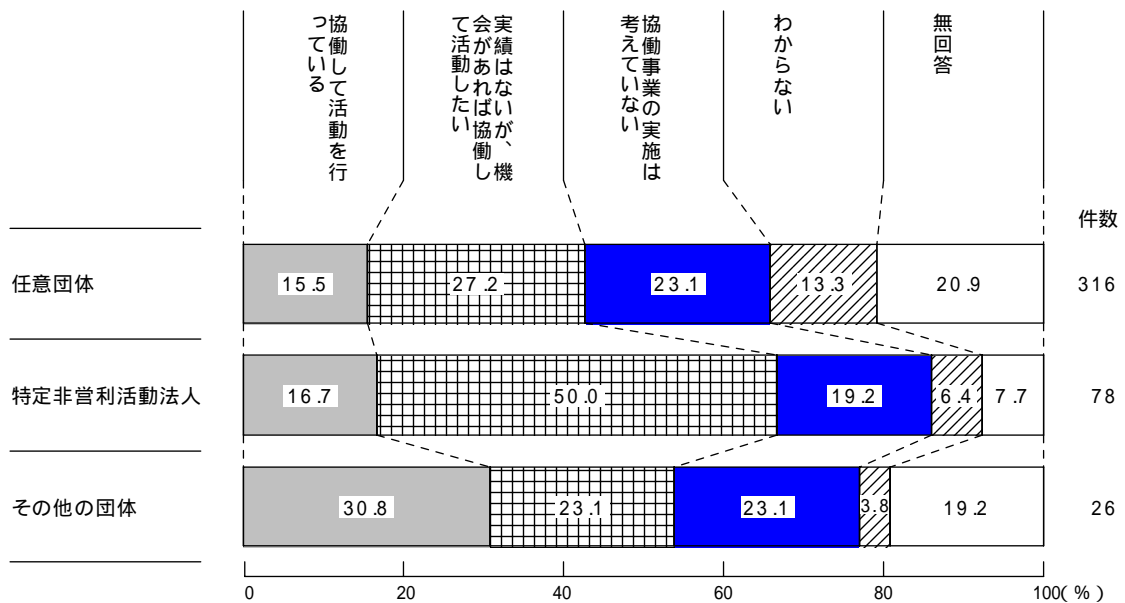 協働して活動を行
っている
実績はないが、機
会があれば協働し
て活動したい
協働事業の実施は
考えていない
わからない
無回答
件数
任意団体
15.5
27.2
23.1
13.3
20.9
316
特定非営利活動法人
16.7
50.0
19.2
6.4
7.7
78
その他の団体
30.8
23.1
23.1
3.8
19.2
26
0 20 40 60 80 100(%)